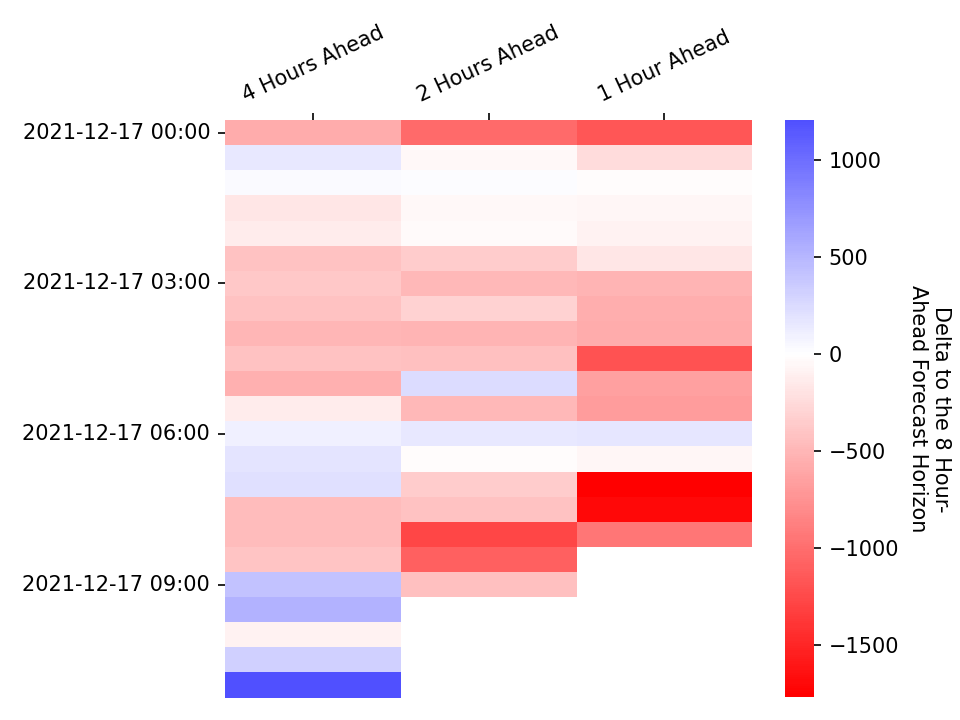 4 Hours Ahead
2 Hours Ahead
1 Hour Ahead
2021-12-17 00:00
2021-12-17 03:00
2021-12-17 06:00
2021-12-17 09:00
1000
500
0
−500
−1000
−1500
Delta to the 8 Hour-
Ahead Forecast Horizon